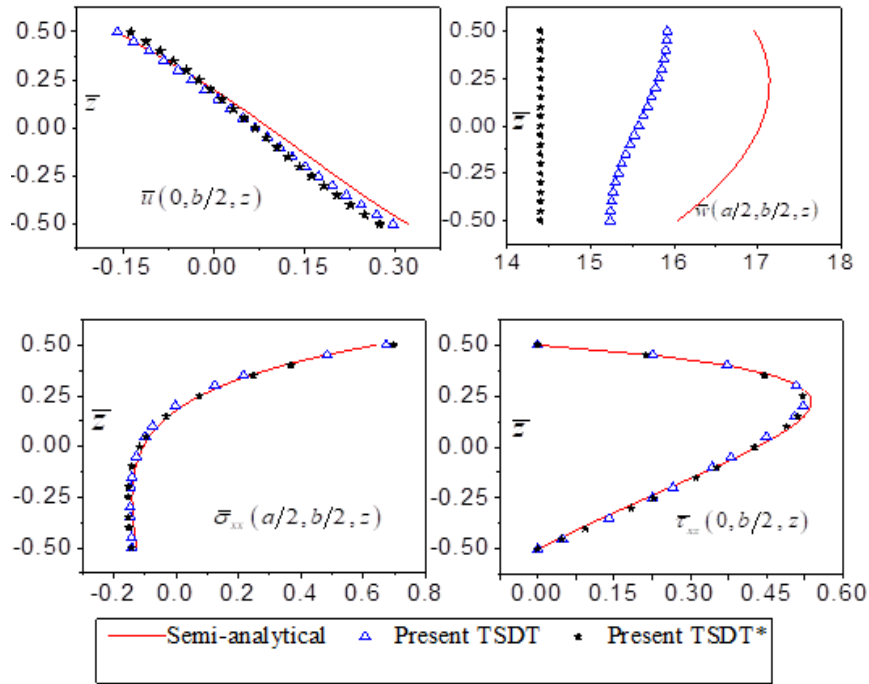 0.50
0.25
z̅
0.00
-0.25
u̅(0,b/2,z)
-0.50
-0.15 0.00 0.15 0.30
0.50
0.25
z̅
0.00
-0.25
w̅(a/2,b/2,z)
-0.50
14 15 16 17 18
0.50
0.25
z̅
0.00
-0.25
σ̅xx(a/2,b/2,z)
-0.50
-0.2 0.0 0.2 0.4 0.6 0.8
0.50
0.25
z̅
0.00
-0.25
τ̅xz(0,b/2,z)
-0.50
0.00 0.15 0.30 0.45 0.60
Semi-analytical Present TSDT Present TSDT*